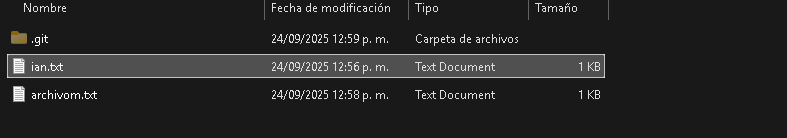 Nombre Fecha de modificación Tipo Tamaño
.git 24/09/2025 12:59 p. m. Carpeta de archivos
ian.txt 24/09/2025 12:56 p. m. Text Document 1 KB
archivom.txt 24/09/2025 12:58 p. m. Text Document 1 KB